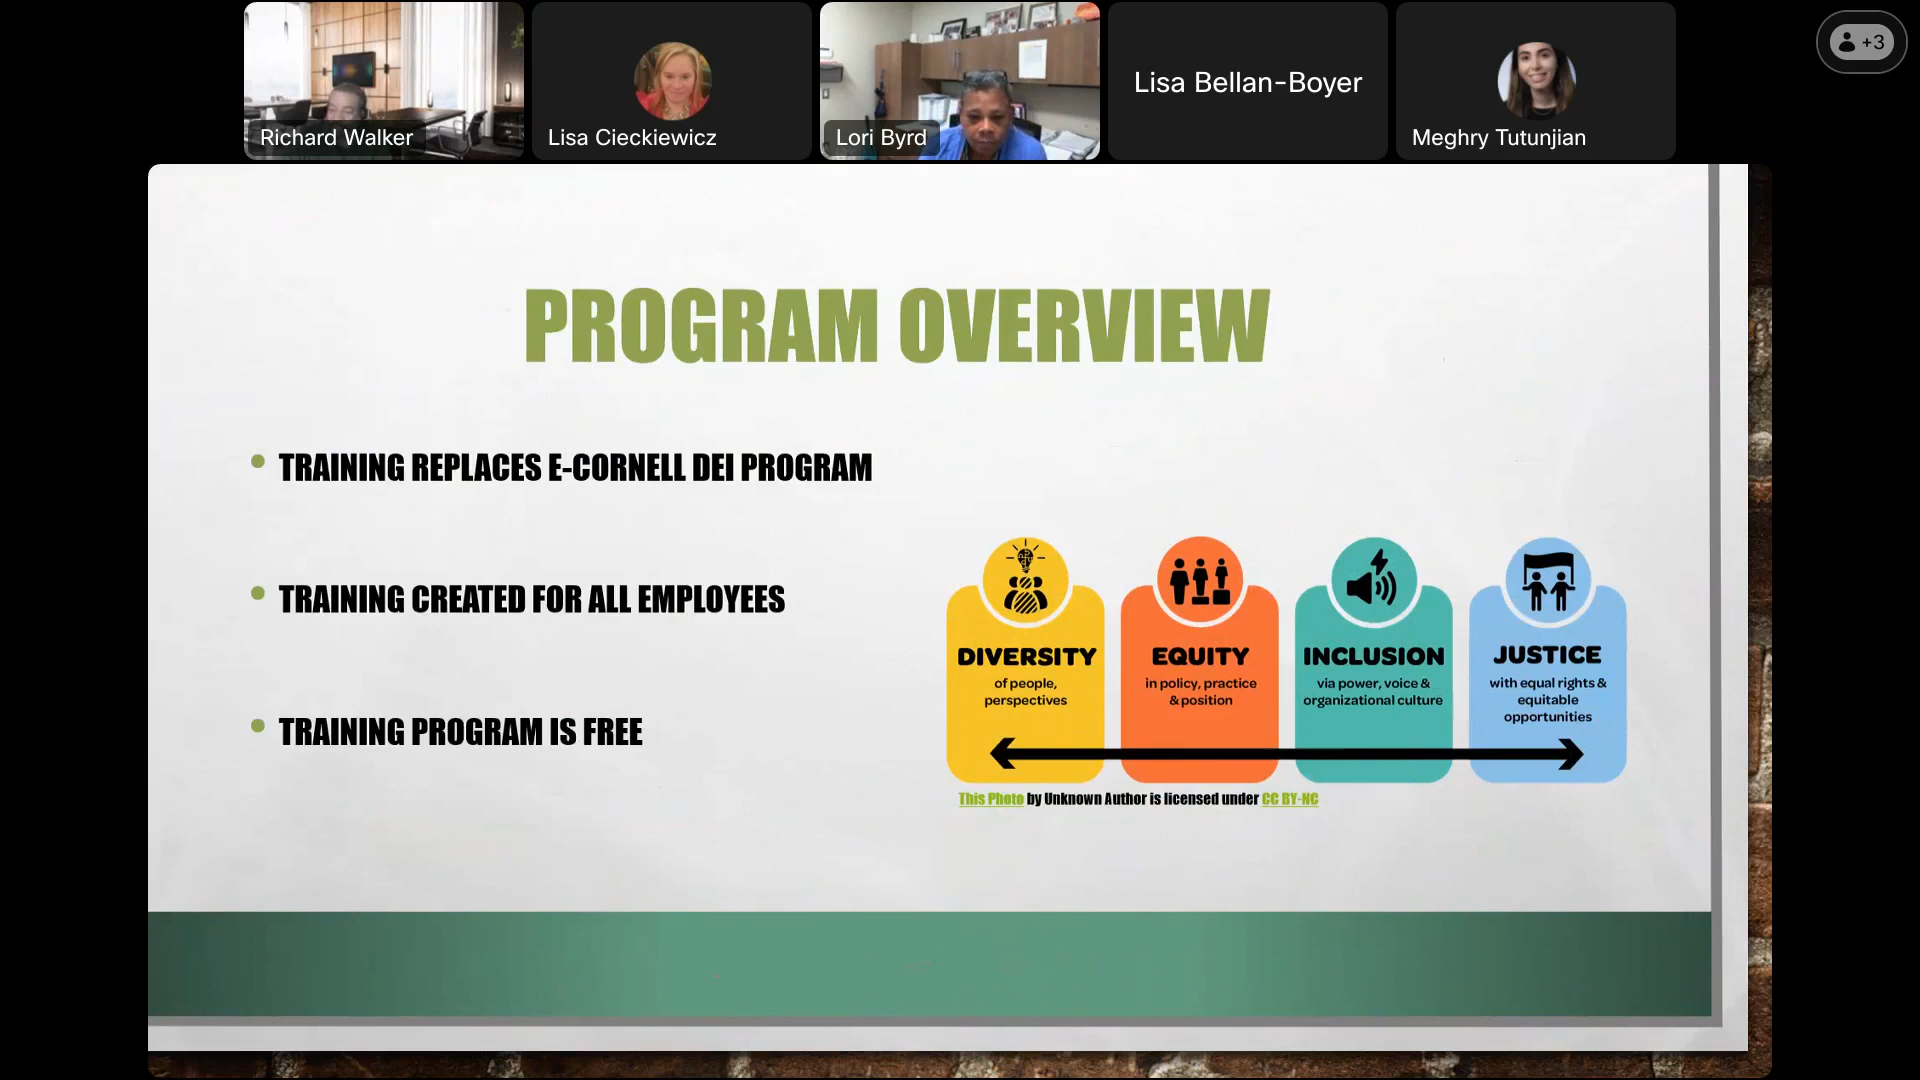 Richard Walker
Lisa Cieckiewicz
Lori Byrd
Lisa Bellan-Boyer
Meghry Tutunjian
+3
PROGRAM OVERVIEW
• TRAINING REPLACES E-CORNELL DEI PROGRAM
• TRAINING CREATED FOR ALL EMPLOYEES
• TRAINING PROGRAM IS FREE
DIVERSITY
of people,
perspectives
EQUITY
in policy, practice
& position
INCLUSION
via power, voice &
organizational culture
JUSTICE
with equal rights &
equitable
opportunities
This Photo by Unknown Author is licensed under CC BY-NC